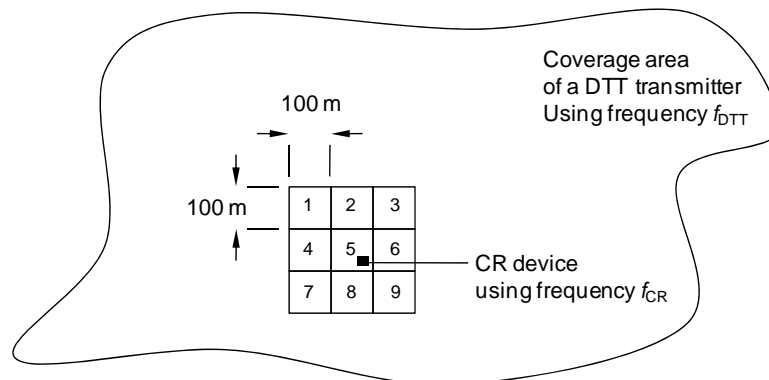 Coverage area
of a DTT transmitter
Using frequency fDTT
100 m
100 m
1 2 3
4 5 6
7 8 9
CR device
using frequency fCR